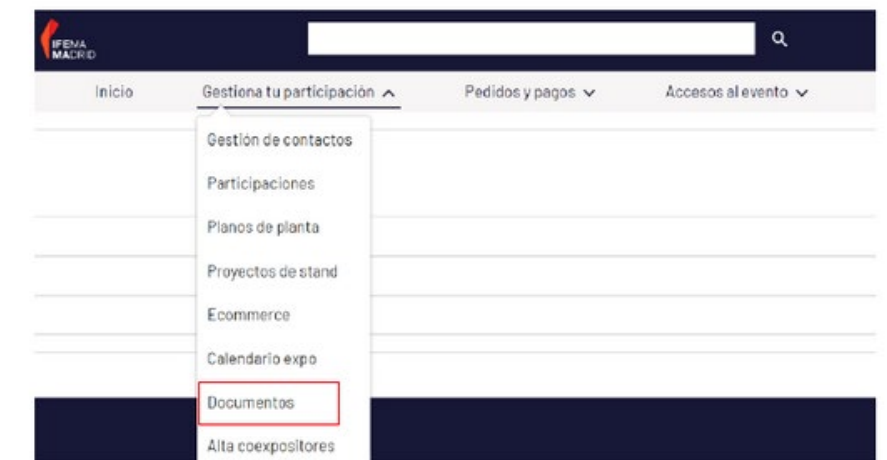 IFEMA
MADRID
Inicio
Gestiona tu participación
Pedidos y pagos
Accesos al evento
Gestión de contactos
Participaciones
Planos de planta
Proyectos de stand
Ecommerce
Calendario expo
Documentos
Alta coexpositores